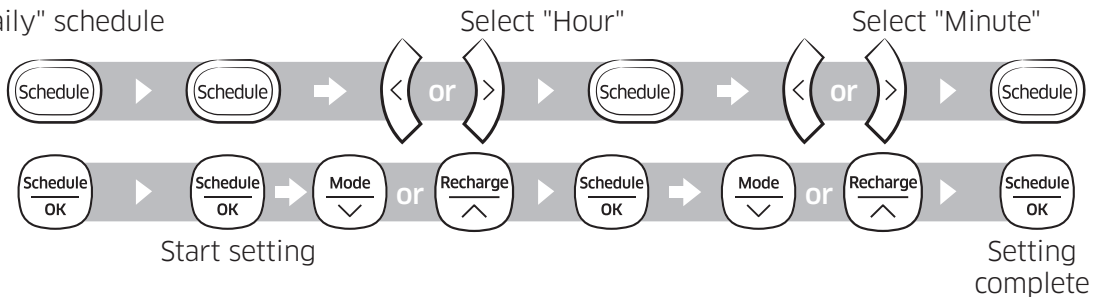 aily" schedule
Select "Hour"
Select "Minute"
Schedule Schedule < or > Schedule < or > Schedule
Schedule OK Schedule OK Mode or Recharge Schedule OK Mode or Recharge Schedule OK
Start setting
Setting
complete